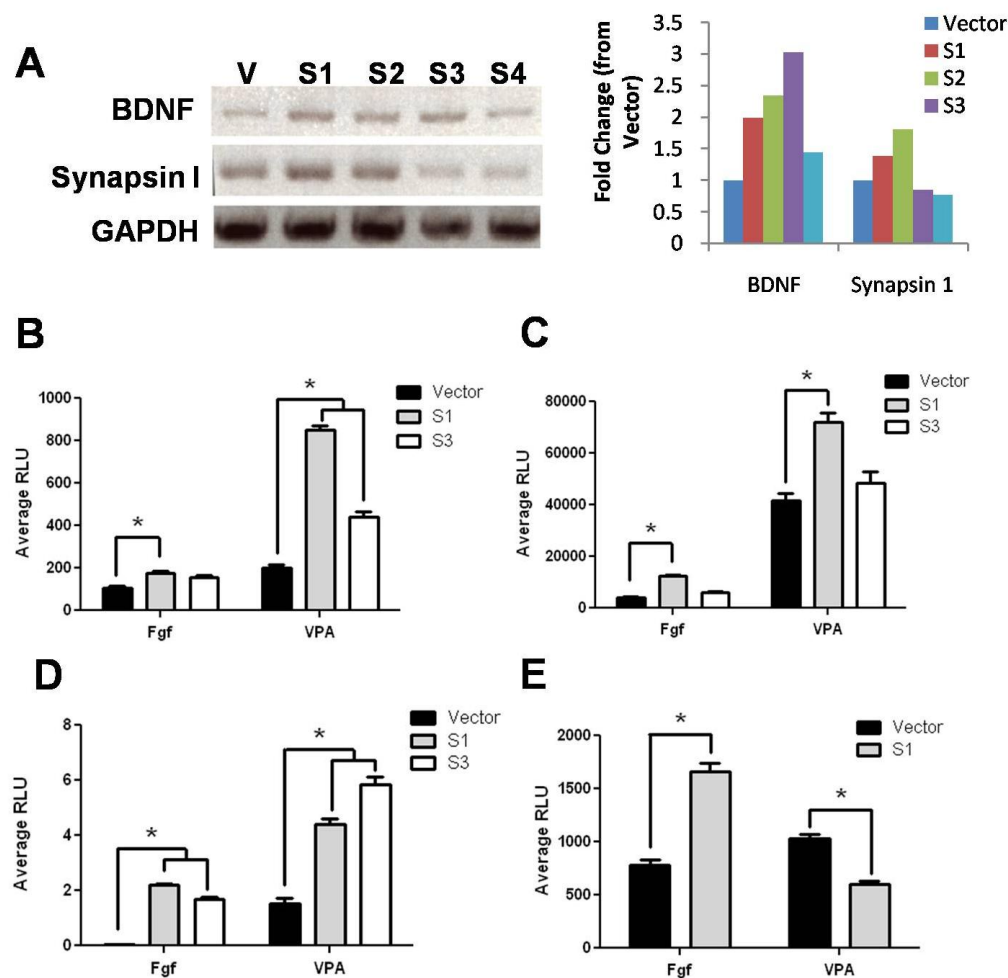 A
V S1 S2 S3 S4
BDNF
Synapsin I
GAPDH
Fold Change (from Vector)
3.5
3
2.5
2
1.5
1
0.5
0
BDNF Synapsin 1
Vector
S1
S2
S3
B
Average RLU
1000
800
600
400
200
0
*
*
Fgf VPA
Vector
S1
S3
C
Average RLU
80000
60000
40000
20000
0
*
*
Fgf VPA
Vector
S1
S3
D
Average RLU
8
6
4
2
0
*
*
Fgf VPA
Vector
S1
S3
E
Average RLU
2000
1500
1000
500
0
*
*
Fgf VPA
Vector
S1